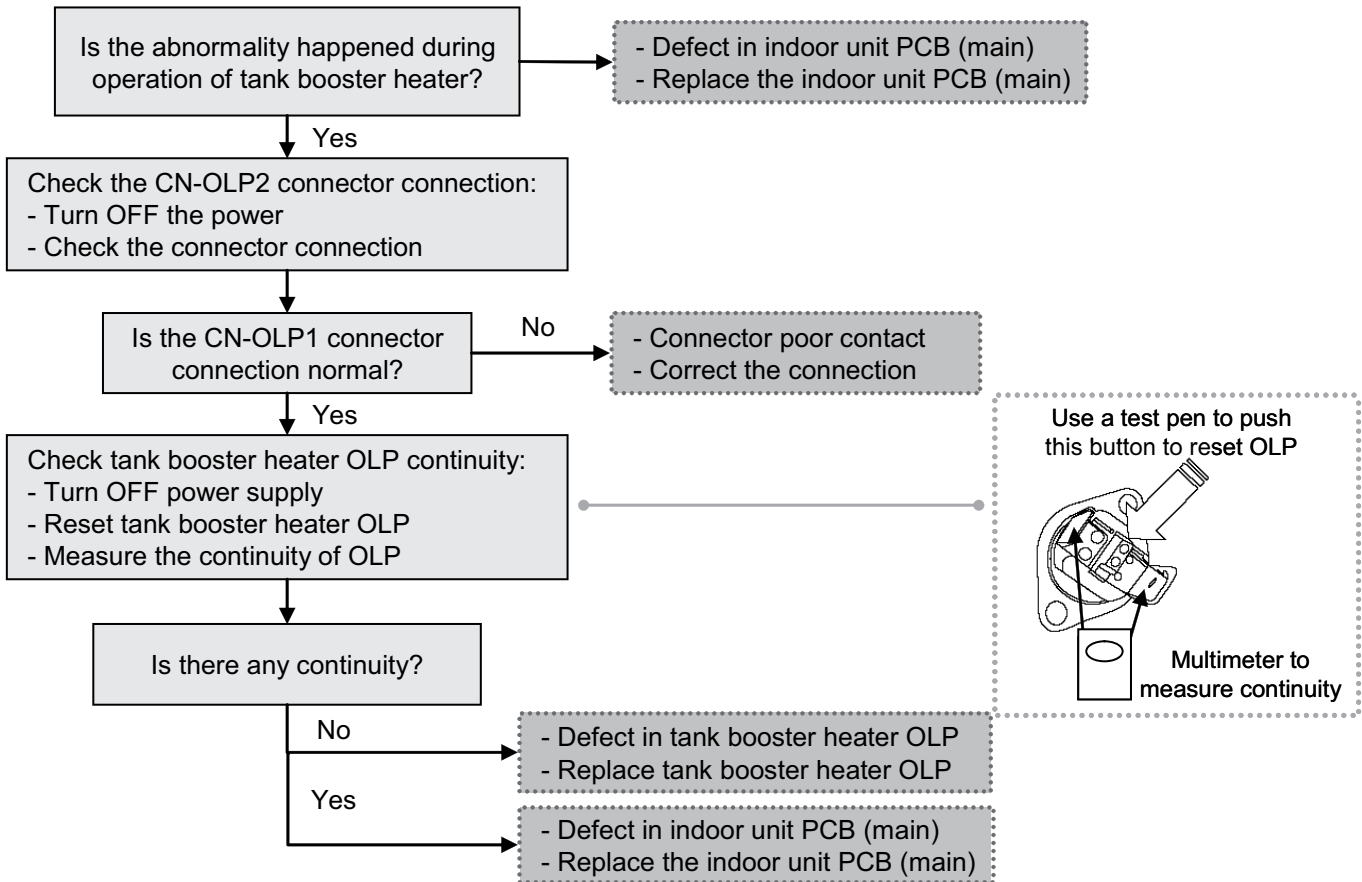 Is the abnormality happened during
operation of tank booster heater?
- Defect in indoor unit PCB (main)
- Replace the indoor unit PCB (main)
Yes
Check the CN-OLP2 connector connection:
- Turn OFF the power
- Check the connector connection
Is the CN-OLP1 connector
connection normal?
No
- Connector poor contact
- Correct the connection
Yes
Check tank booster heater OLP continuity:
- Turn OFF power supply
- Reset tank booster heater OLP
- Measure the continuity of OLP
Use a test pen to push
this button to reset OLP
Multimeter to
measure continuity
Is there any continuity?
No
- Defect in tank booster heater OLP
- Replace tank booster heater OLP
Yes
- Defect in indoor unit PCB (main)
- Replace the indoor unit PCB (main)